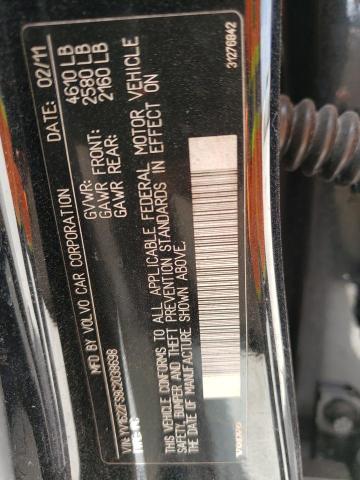 MFD BY VOLVO CAR CORPORATION DATE: 02/11
GVWR: 4610 LB
GAWR FRONT: 2580 LB
GAWR REAR: 2160 LB
THIS VEHICLE CONFORMS TO ALL APPLICABLE FEDERAL MOTOR VEHICLE
SAFETY, BUMPER AND THEFT PREVENTION STANDARDS IN EFFECT ON
THE DATE OF MANUFACTURE SHOWN ABOVE.
VOLVO 31276842